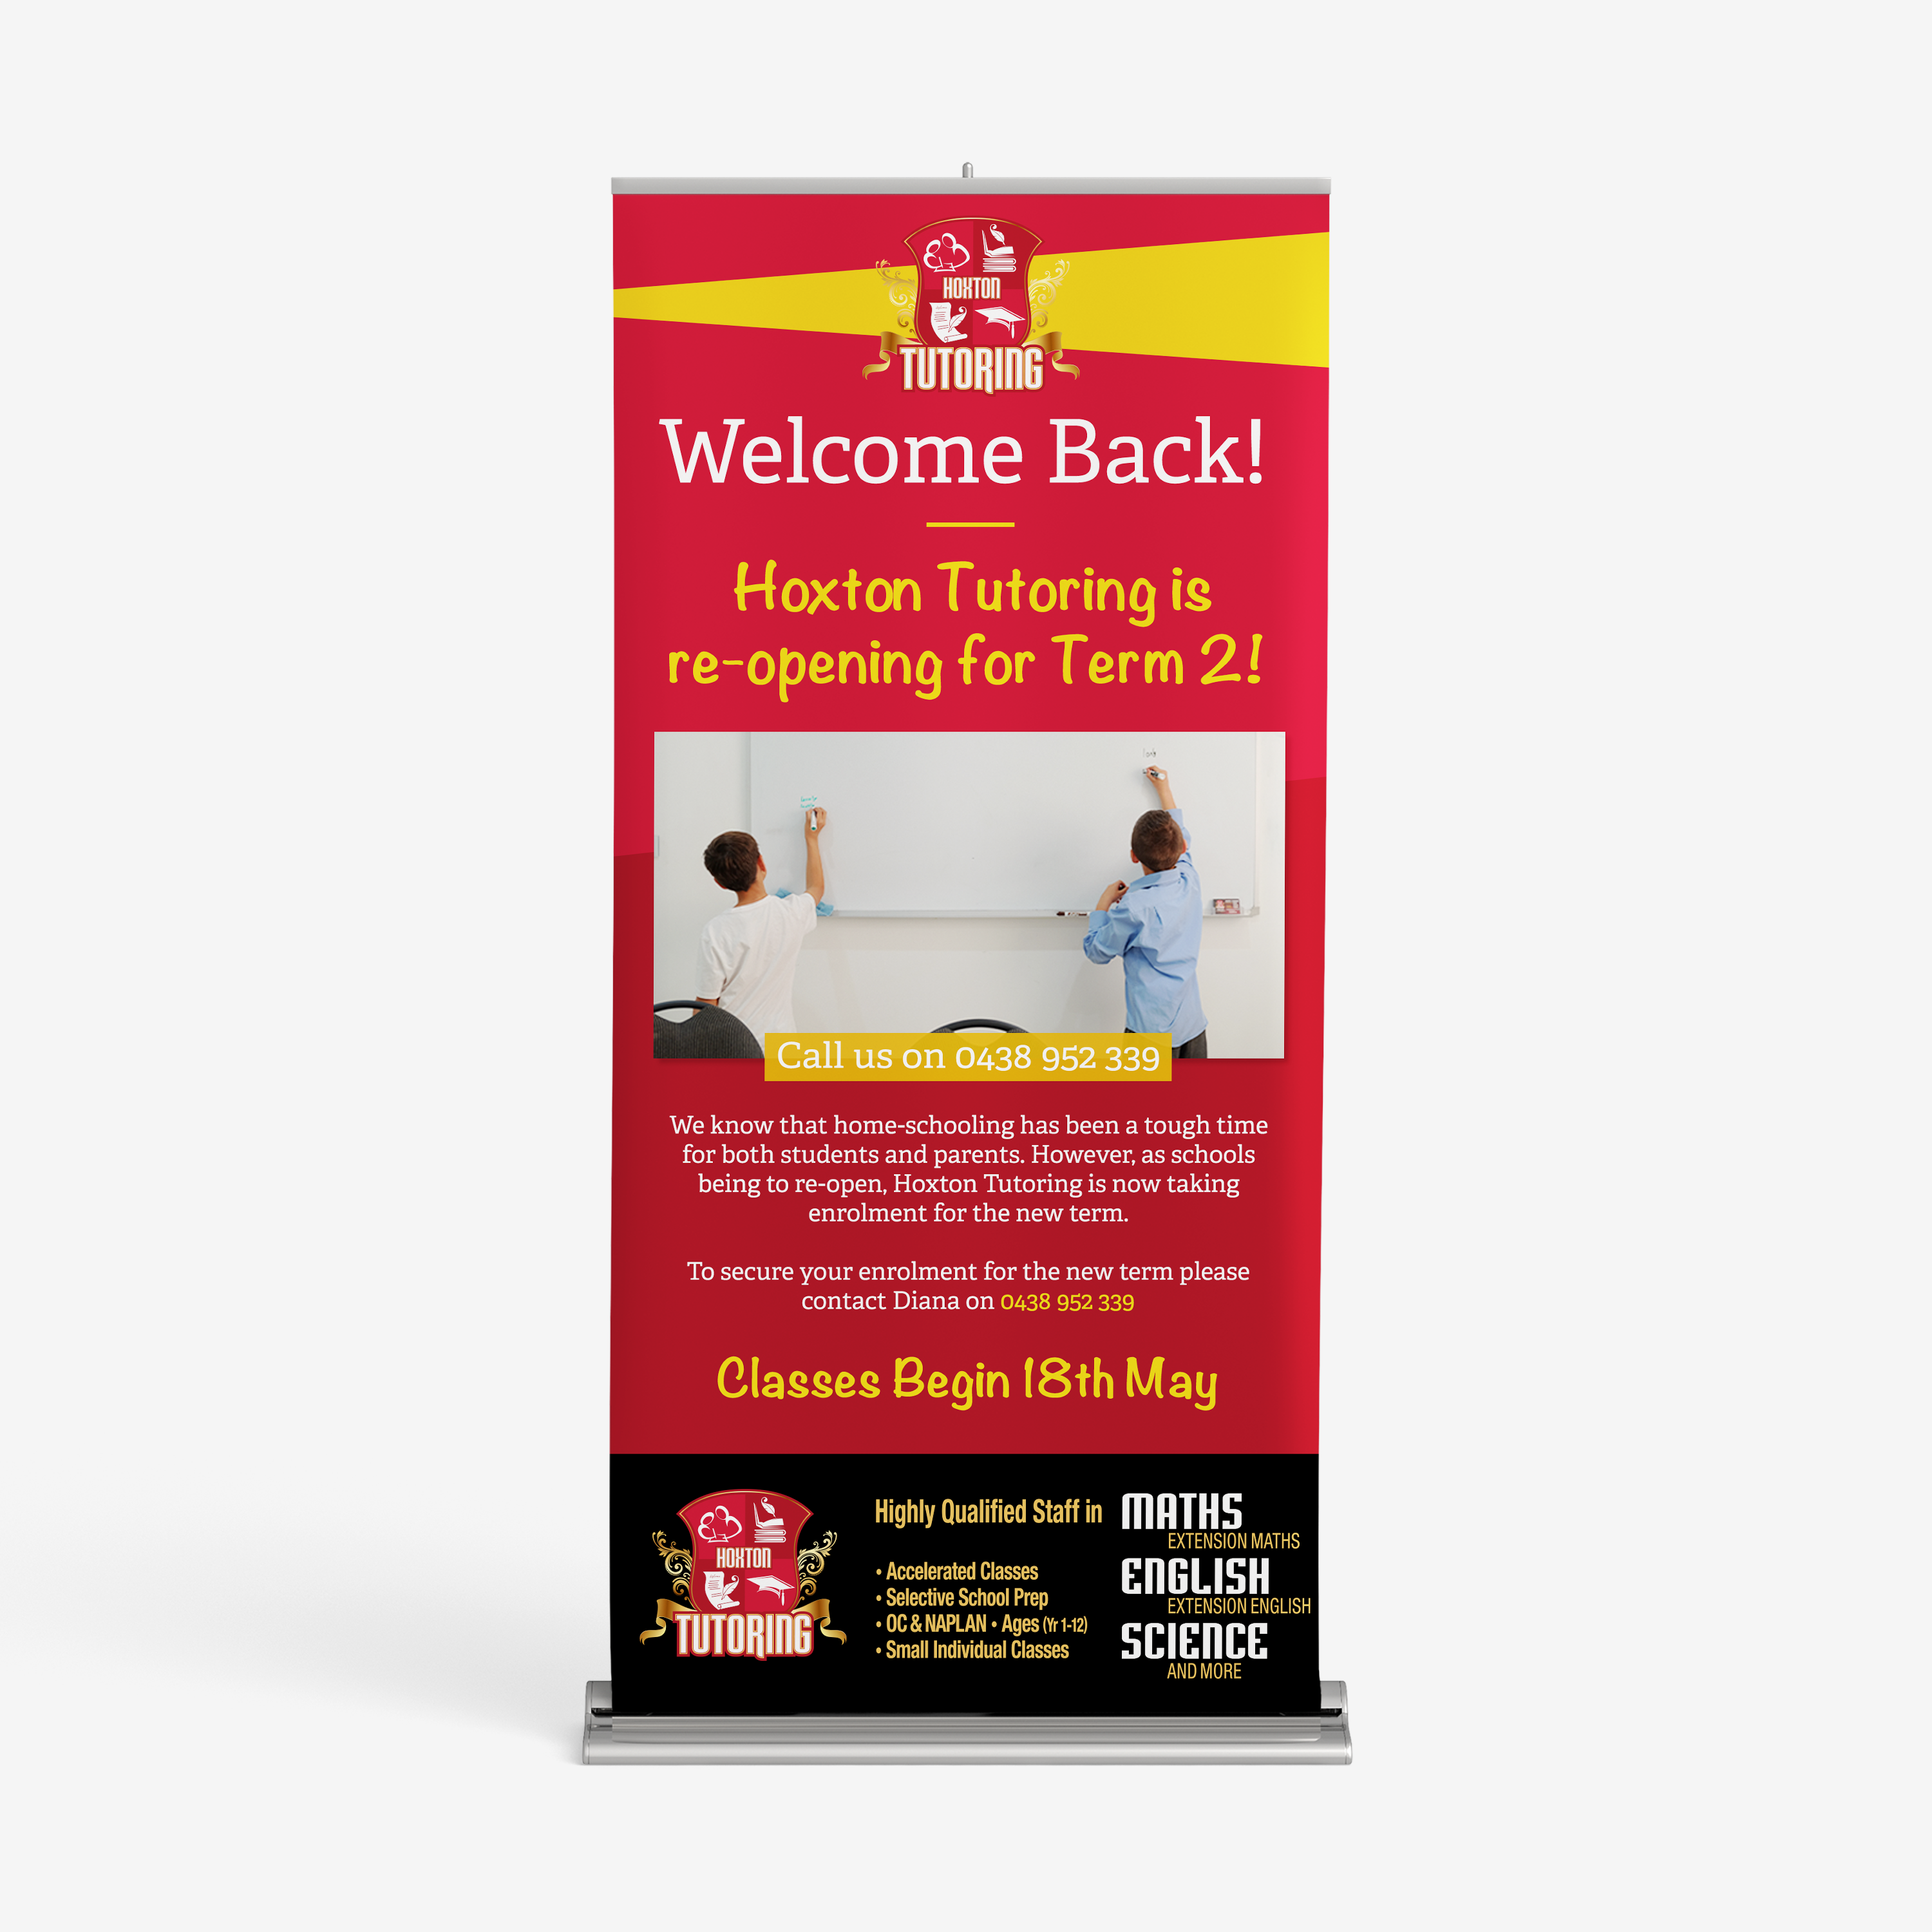 HOXTON
TUTORING
Welcome Back!
Hoxton Tutoring is
re-opening for Term 2!
Call us on 0438 952 339
We know that home-schooling has been a tough time
for both students and parents. However, as schools
being to re-open, Hoxton Tutoring is now taking
enrolment for the new term.
To secure your enrolment for the new term please
contact Diana on 0438 952 339
Classes Begin 18th May
HOXTON
TUTORING
Highly Qualified Staff in
• Accelerated Classes
• Selective School Prep
• OC & NAPLAN • Ages (Yr 1-12)
• Small Individual Classes
MATHS
EXTENSION MATHS
ENGLISH
EXTENSION ENGLISH
SCIENCE
AND MORE